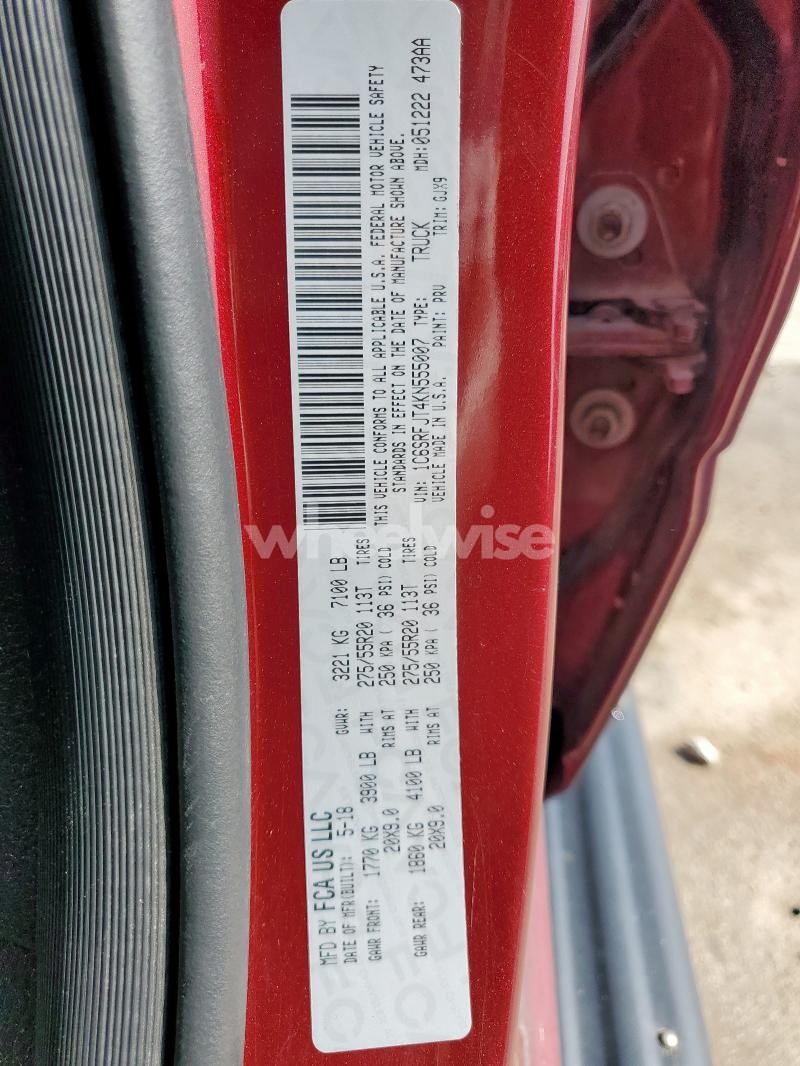 MFD BY FCA US LLC
DATE OF MFR(BUILT): 5-18 GVWR: 3221 KG 7100 LB
GAWR FRONT: 1770 KG 3900 LB WITH 275/55R20 113T TIRES
20X9.0 RIMS AT 250 KPA ( 36 PSI) COLD
GAWR REAR: 1860 KG 4100 LB WITH 275/55R20 113T TIRES
20X9.0 RIMS AT 250 KPA ( 36 PSI) COLD
THIS VEHICLE CONFORMS TO ALL APPLICABLE U.S.A. FEDERAL MOTOR VEHICLE SAFETY
STANDARDS IN EFFECT ON THE DATE OF MANUFACTURE SHOWN ABOVE.
VIN: 1C6SRFJT4KN555007 TYPE: TRUCK MDH:051222 473AA
VEHICLE MADE IN U.S.A. PAINT: PRV TRIM: GJX9
wheelwise